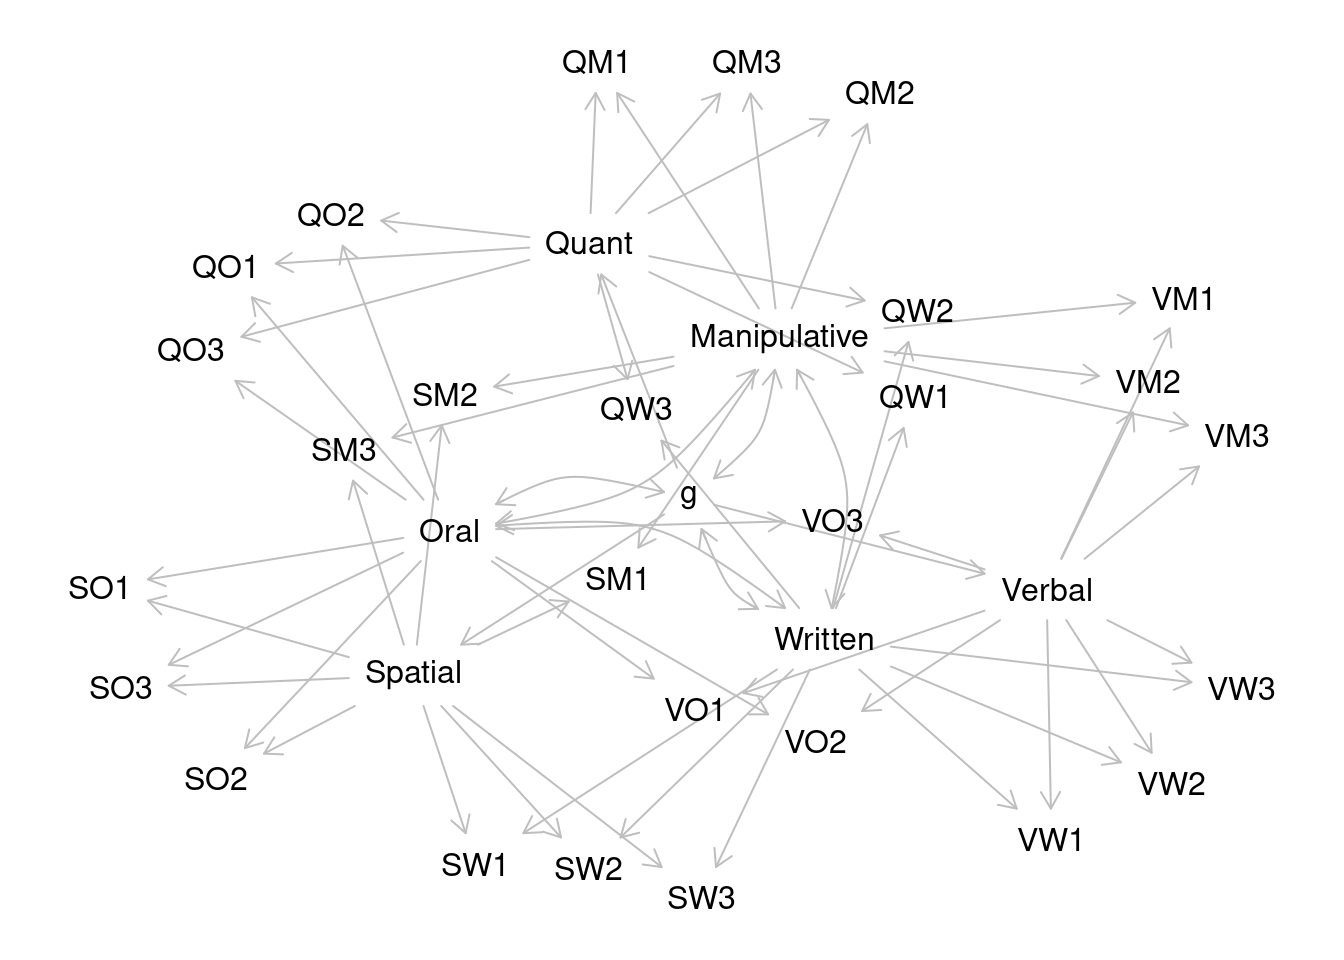 QM1
QM3
QM2
QO2
Quant
QO1
VM1
QW2
Manipulative
QO3
VM2
SM2
QW1
QW3
VM3
SM3
g
VO3
Oral
SM1
SO1
Verbal
Written
Spatial
SO3
VW3
VO1
VO2
SO2
VW2
VW1
SW1
SW2
SW3